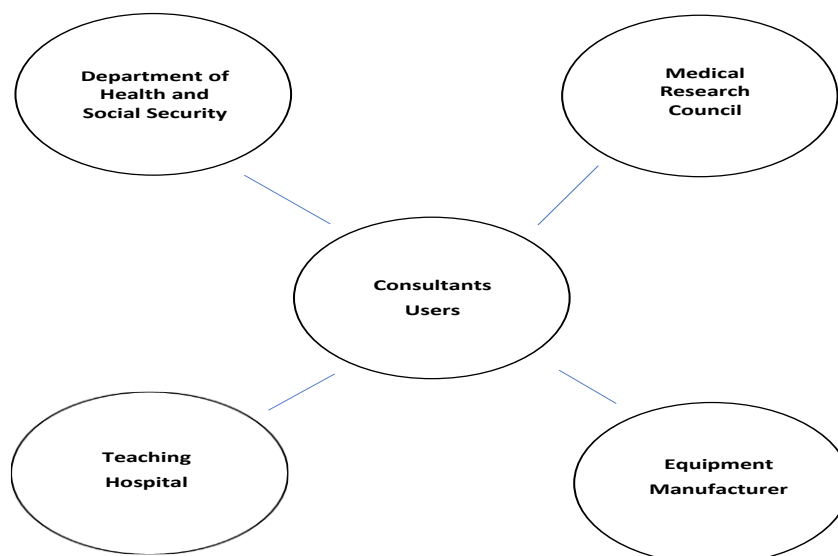 Department of
Health and
Social Security
Medical
Research
Council
Consultants
Users
Teaching
Hospital
Equipment
Manufacturer